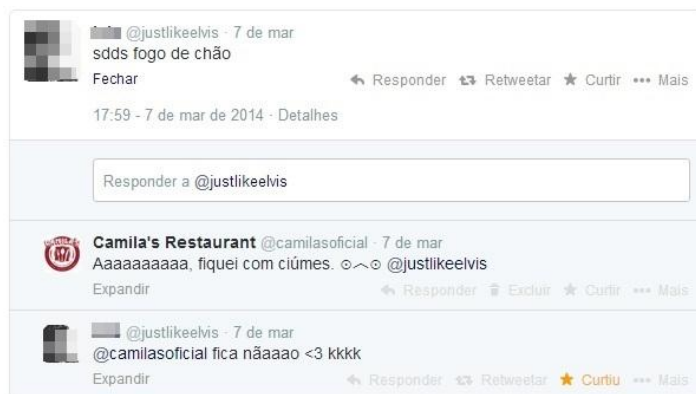 @justlikeelvis · 7 de mar
sdds fogo de chão
Fechar Responder Retweetar Curtir ••• Mais
17:59 - 7 de mar de 2014 · Detalhes
Responder a @justlikeelvis
Camila's Restaurant @camilasoficial · 7 de mar
Aaaaaaaaaa, fiquei com ciúmes. ⊙︿⊙ @justlikeelvis
Expandir Responder Excluir Curtir ••• Mais
@justlikeelvis · 7 de mar
@camilasoficial fica nãaaao <3 kkkk
Expandir Responder Retweetar Curtiu ••• Mais